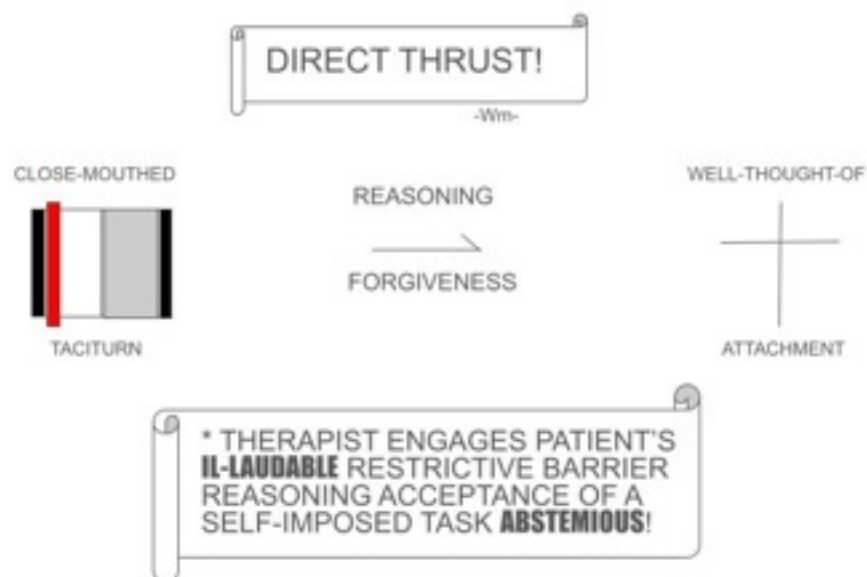 DIRECT THRUST!
-Wm-
CLOSE-MOUTHED
TACITURN
REASONING
FORGIVENESS
WELL-THOUGHT-OF
ATTACHMENT
* THERAPIST ENGAGES PATIENT'S
IL-LAUDABLE RESTRICTIVE BARRIER
REASONING ACCEPTANCE OF A
SELF-IMPOSED TASK ABSTEMIOUS!